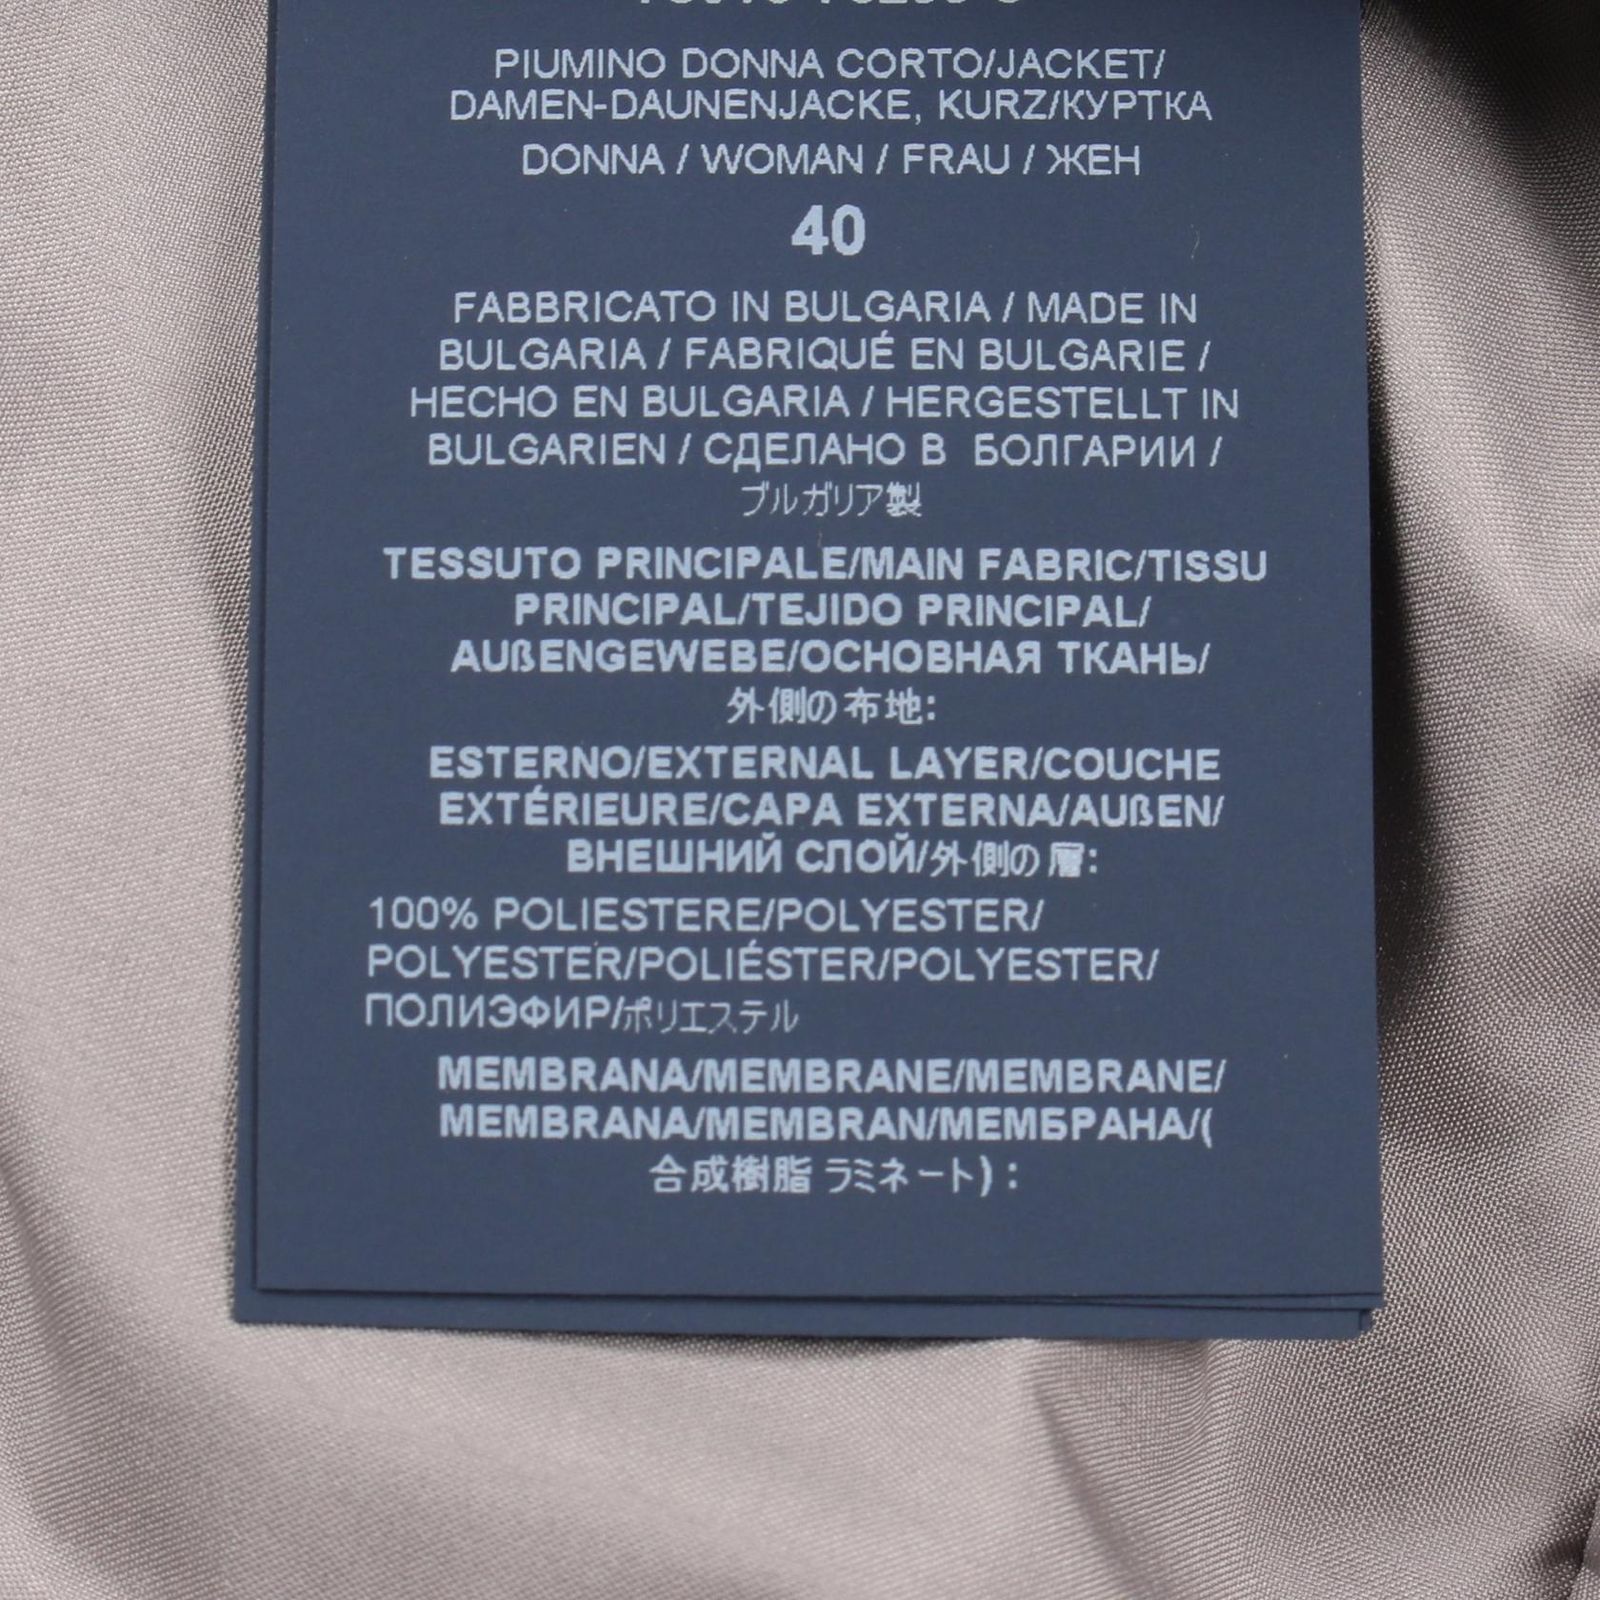 PIUMINO DONNA CORTO/JACKET/
DAMEN-DAUNENJACKE, KURZ/КУРТКА
DONNA / WOMAN / FRAU / ЖЕН
40
FABBRICATO IN BULGARIA / MADE IN
BULGARIA / FABRIQUÉ EN BULGARIE /
HECHO EN BULGARIA / HERGESTELLT IN
BULGARIEN / СДЕЛАНО В БОЛГАРИИ /
ブルガリア製
TESSUTO PRINCIPALE/MAIN FABRIC/TISSU
PRINCIPAL/TEJIDO PRINCIPAL/
AUßENGEWEBE/ОСНОВНАЯ ТКАНЬ/
外側の布地:
ESTERNO/EXTERNAL LAYER/COUCHE
EXTÉRIEURE/CAPA EXTERNA/AUßEN/
ВНЕШНИЙ СЛОЙ/外側の層:
100% POLIESTERE/POLYESTER/
POLYESTER/POLIÉSTER/POLYESTER/
ПОЛИЭФИР/ポリエステル
MEMBRANA/MEMBRANE/MEMBRANE/
MEMBRANA/MEMBRAN/МЕМБРАНА/(
合成樹脂 ラミネート) :